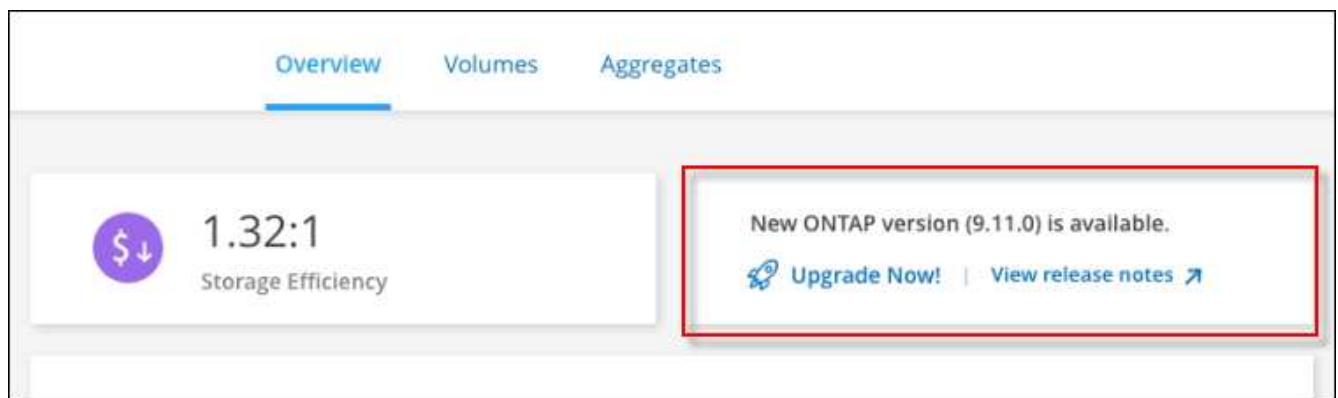 Overview Volumes Aggregates
1.32:1
Storage Efficiency
New ONTAP version (9.11.0) is available.
Upgrade Now! | View release notes